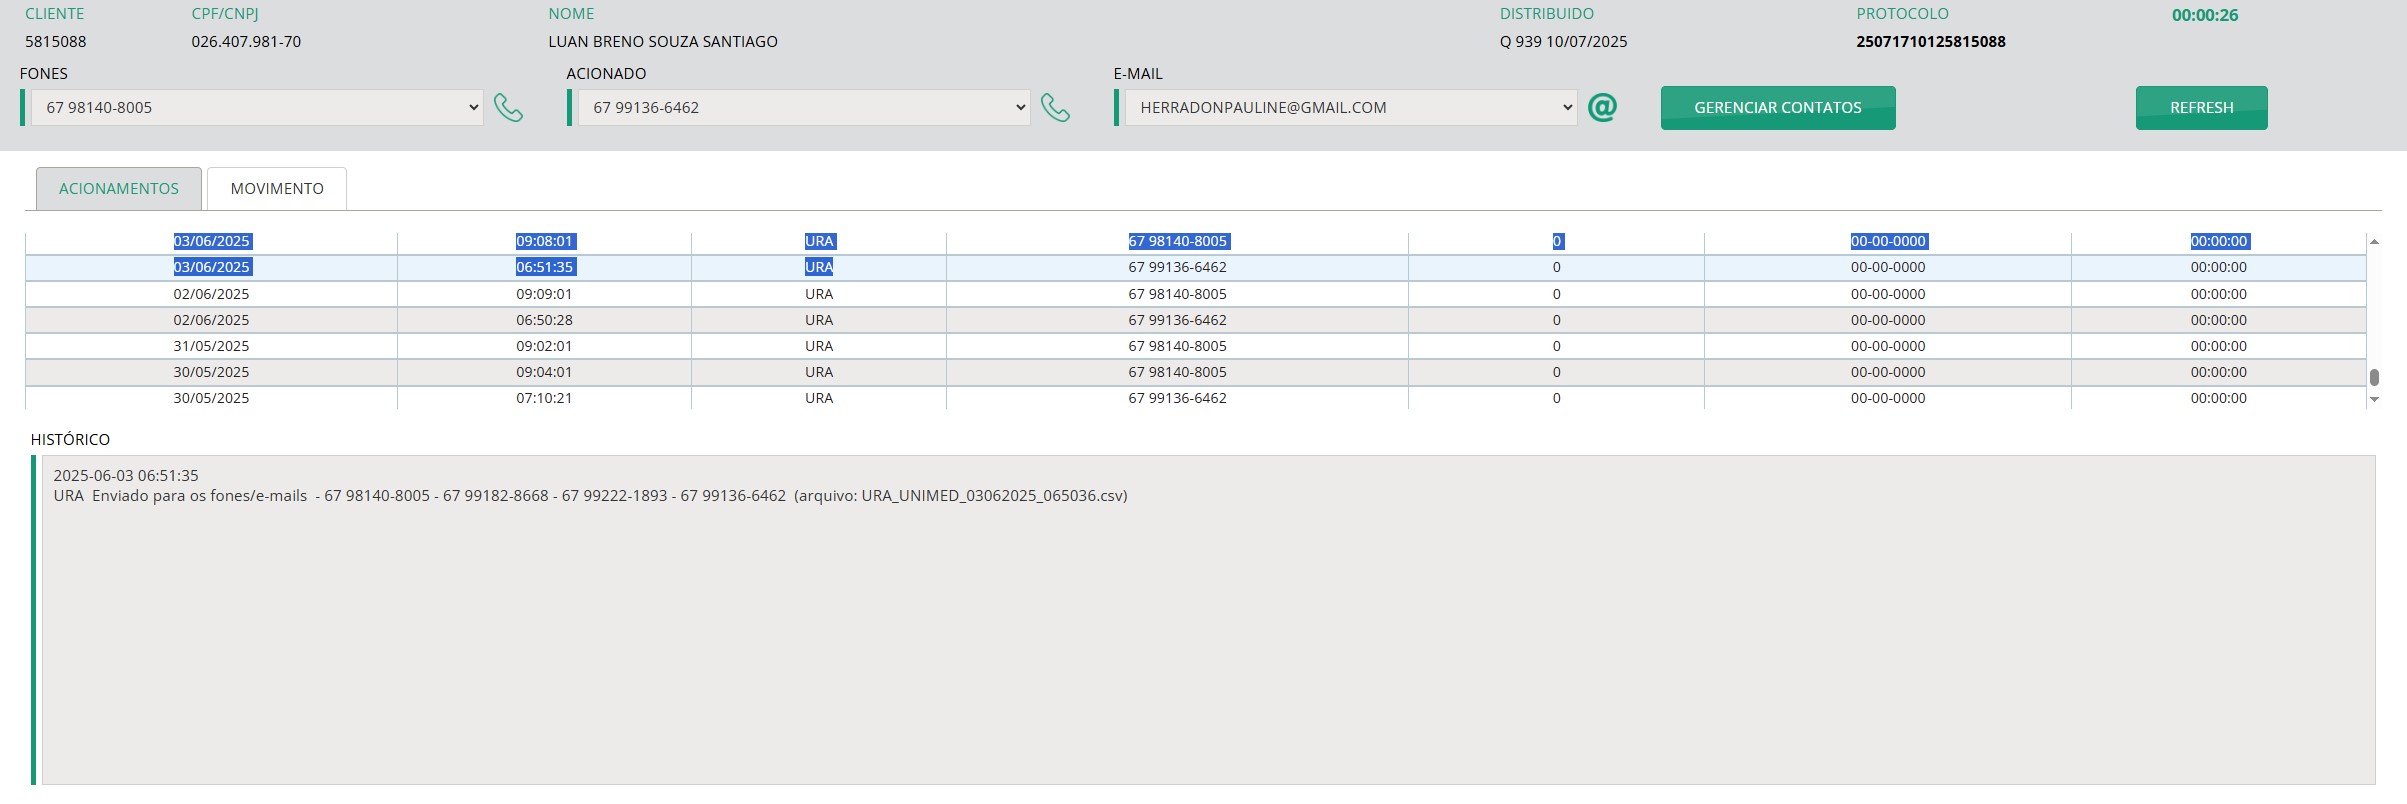 CLIENTE CPF/CNPJ NOME DISTRIBUIDO PROTOCOLO 00:00:26
5815088 026.407.981-70 LUAN BRENO SOUZA SANTIAGO Q 939 10/07/2025 25071710125815088
FONES ACIONADO E-MAIL
67 98140-8005 67 99136-6462 HERRADONPAULINE@GMAIL.COM @ GERENCIAR CONTATOS REFRESH
ACIONAMENTOS MOVIMENTO
03/06/2025 09:08:01 URA 67 98140-8005 0 00-00-0000 00:00:00
03/06/2025 06:51:35 URA 67 99136-6462 0 00-00-0000 00:00:00
02/06/2025 09:09:01 URA 67 98140-8005 0 00-00-0000 00:00:00
02/06/2025 06:50:28 URA 67 99136-6462 0 00-00-0000 00:00:00
31/05/2025 09:02:01 URA 67 98140-8005 0 00-00-0000 00:00:00
30/05/2025 09:04:01 URA 67 98140-8005 0 00-00-0000 00:00:00
30/05/2025 07:10:21 URA 67 99136-6462 0 00-00-0000 00:00:00
HISTÓRICO
2025-06-03 06:51:35
URA Enviado para os fones/e-mails - 67 98140-8005 - 67 99182-8668 - 67 99222-1893 - 67 99136-6462 (arquivo: URA_UNIMED_03062025_065036.csv)